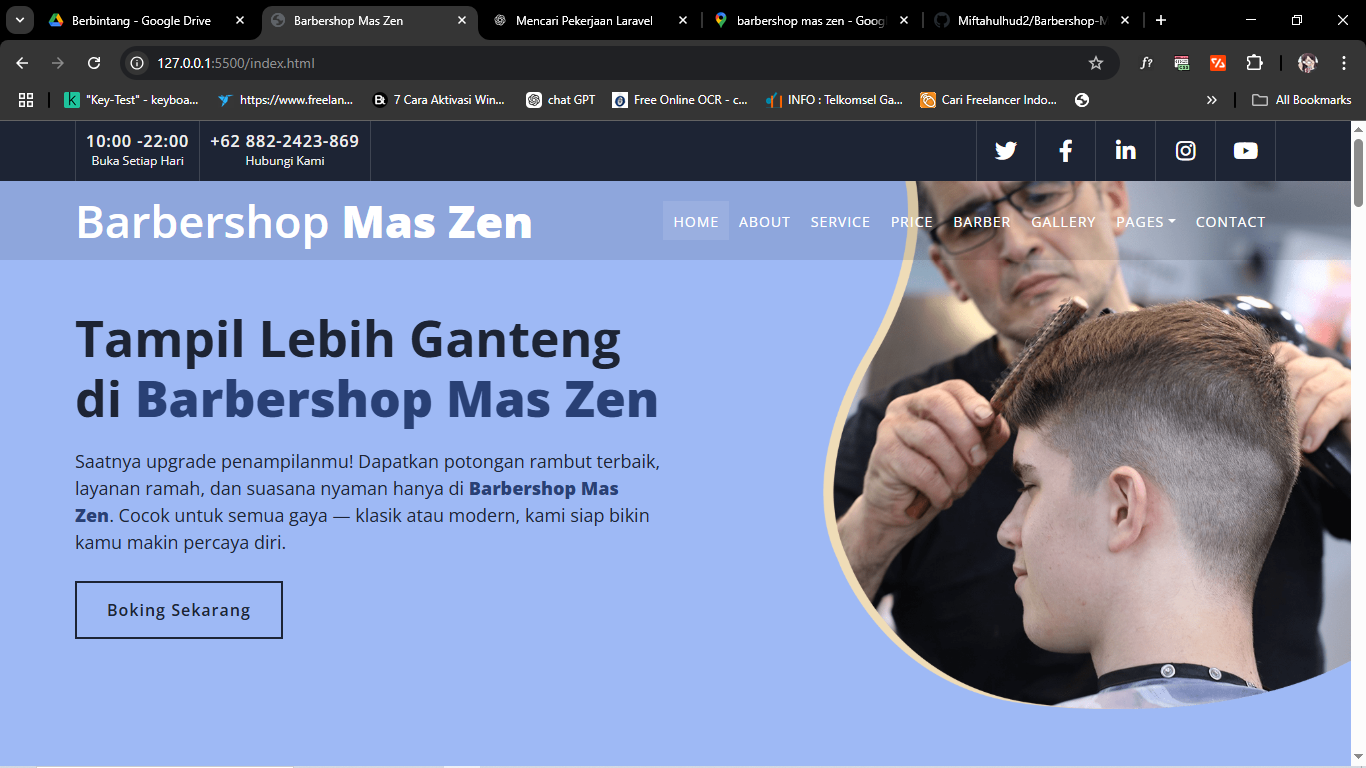 Berbintang - Google Drive
Barbershop Mas Zen
Mencari Pekerjaan Laravel
barbershop mas zen - Goog
Miftahulhud2/Barbershop-M
127.0.0.1:5500/index.html
"Key-Test" - keyboa...
https://www.freelan...
7 Cara Aktivasi Win...
chat GPT
Free Online OCR - c...
INFO : Telkomsel Ga...
Cari Freelancer Indo...
All Bookmarks
10:00 -22:00
Buka Setiap Hari
+62 882-2423-869
Hubungi Kami
Barbershop Mas Zen
HOME ABOUT SERVICE PRICE BARBER GALLERY PAGES CONTACT
Tampil Lebih Ganteng
di Barbershop Mas Zen
Saatnya upgrade penampilanmu! Dapatkan potongan rambut terbaik,
layanan ramah, dan suasana nyaman hanya di Barbershop Mas
Zen. Cocok untuk semua gaya — klasik atau modern, kami siap bikin
kamu makin percaya diri.
Boking Sekarang